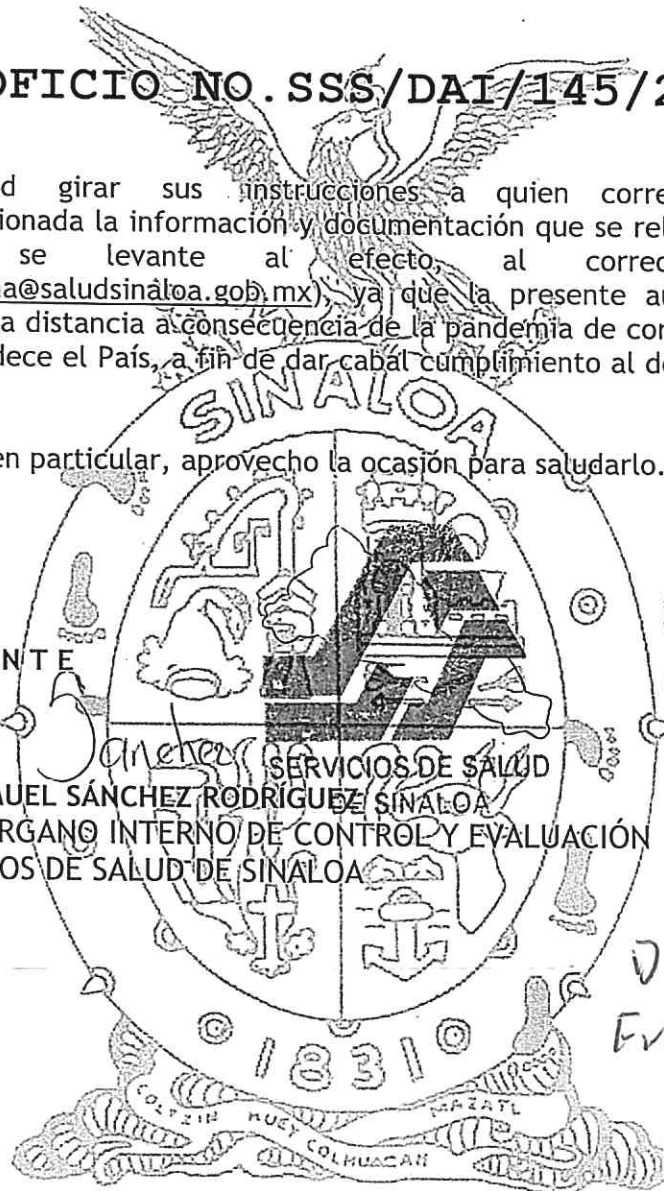 OFICIO NO.SSS/DAI/145/2
d girar sus instrucciones a quien corre
ionada la información y documentación que se rel
se levante al efecto, al correo
a@saludsinaloa.gob.mx), ya que la presente au
a distancia a consecuencia de la pandemia de cor
dece el País, a fin de dar cabal cumplimiento al de
en particular, aprovecho la ocasión para saludarlo.
SINALOA
N T E
Sanchez
SERVICIOS DE SALUD
DE SINALOA
UEL SÁNCHEZ RODRÍGUEZ
RGANO INTERNO DE CONTROL Y EVALUACIÓN
OS DE SALUD DE SINALOA
1831
COLTZIN HUEY COLHUACAN MAZATL